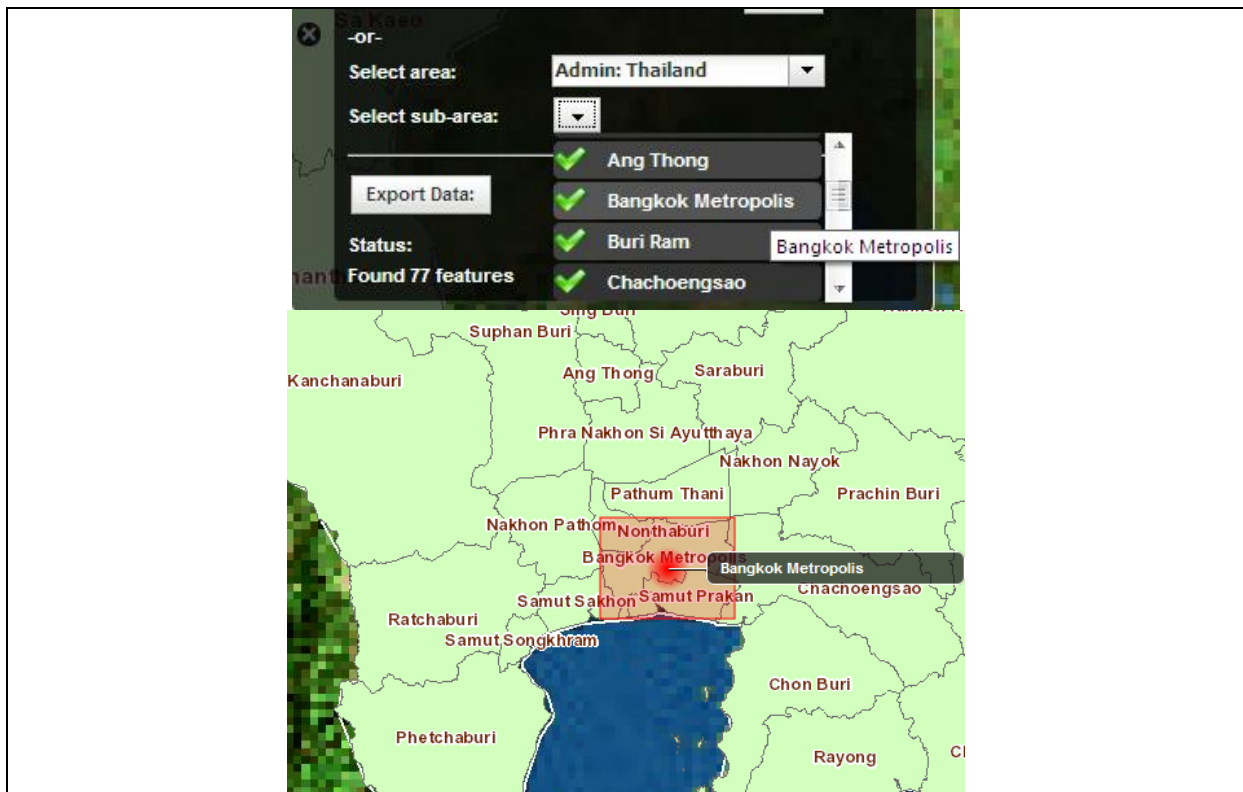 Sa Kaeo
-or-
Select area: Admin: Thailand
Select sub-area:
Ang Thong
Export Data: Bangkok Metropolis
Status: Buri Ram Bangkok Metropolis
Found 77 features Chachoengsao
Sing Buri
Suphan Buri
Ang Thong Saraburi
Kanchanaburi
Phra Nakhon Si Ayutthaya
Nakhon Nayok
Pathum Thani Prachin Buri
Nakhon Pathom Nonthaburi
Bangkok Metropolis Bangkok Metropolis
Chachoengsao
Samut Sakhon Samut Prakan
Ratchaburi
Samut Songkhram
Chon Buri
Phetchaburi
Rayong